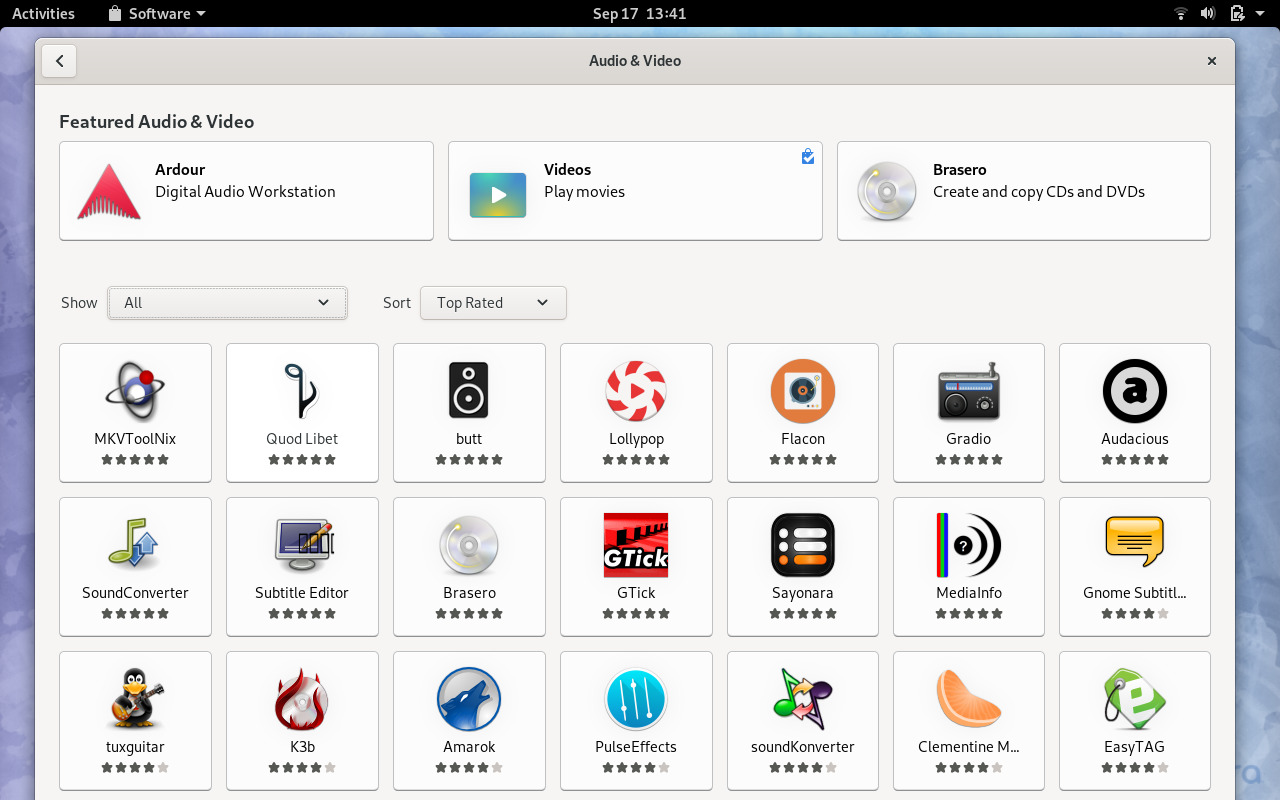 Activities
Software
Sep 17 13:41
Audio & Video
Featured Audio & Video
Ardour
Digital Audio Workstation
Videos
Play movies
Brasero
Create and copy CDs and DVDs
Show
All
Sort
Top Rated
MKVToolNix
Quod Libet
butt
Lollypop
Flacon
Gradio
a
Audacious
SoundConverter
Subtitle Editor
Brasero
GTick
GTick
Sayonara
?
MediaInfo
Gnome Subtitl...
tuxguitar
K3b
Amarok
PulseEffects
soundKonverter
Clementine M...
e
EasyTAG